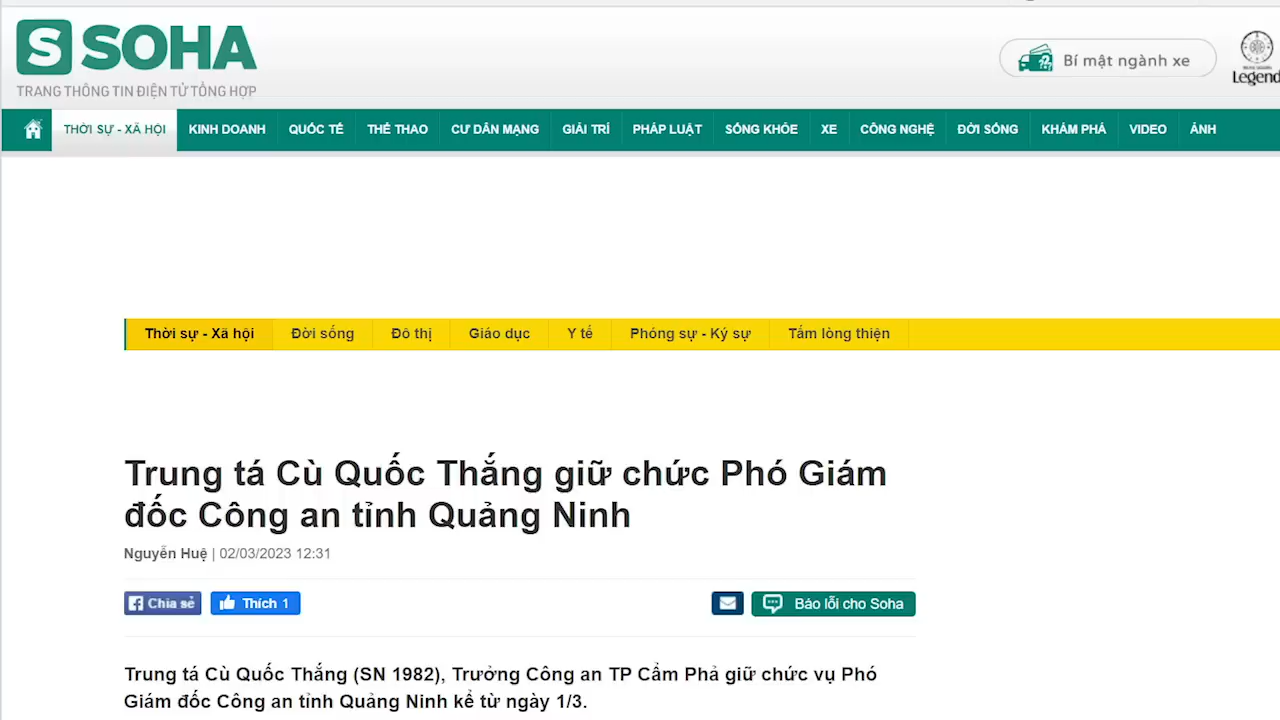 S SOHA
TRANG THÔNG TIN ĐIỆN TỬ TỔNG HỢP
Bí mật ngành xe
Legend
THỜI SỰ - XÃ HỘI KINH DOANH QUỐC TẾ THỂ THAO CƯ DÂN MẠNG GIẢI TRÍ PHÁP LUẬT SỐNG KHỎE XE CÔNG NGHỆ ĐỜI SỐNG KHÁM PHÁ VIDEO ẢNH
Thời sự - Xã hội Đời sống Đô thị Giáo dục Y tế Phóng sự - Ký sự Tấm lòng thiện
Trung tá Cù Quốc Thắng giữ chức Phó Giám
đốc Công an tỉnh Quảng Ninh
Nguyễn Huệ | 02/03/2023 12:31
Chia sẻ Thích 1 Báo lỗi cho Soha
Trung tá Cù Quốc Thắng (SN 1982), Trưởng Công an TP Cẩm Phả giữ chức vụ Phó
Giám đốc Công an tỉnh Quảng Ninh kể từ ngày 1/3.